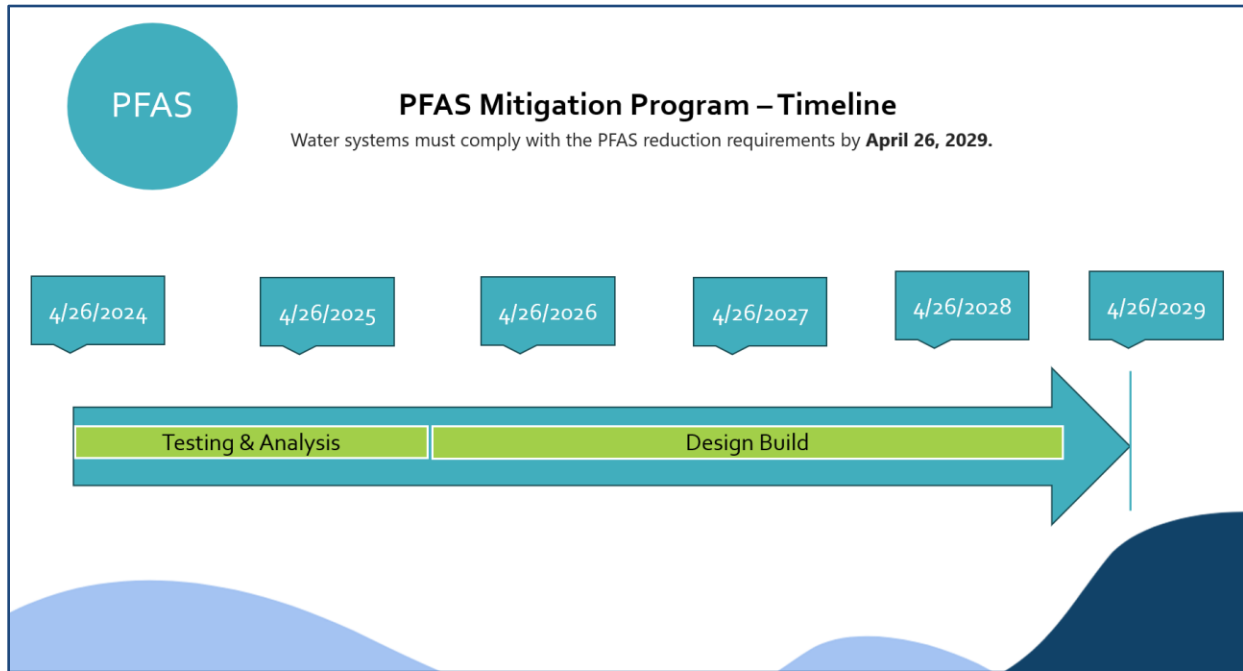 PFAS
PFAS Mitigation Program – Timeline
Water systems must comply with the PFAS reduction requirements by April 26, 2029.
4/26/2024
4/26/2025
4/26/2026
4/26/2027
4/26/2028
4/26/2029
Testing & Analysis
Design Build